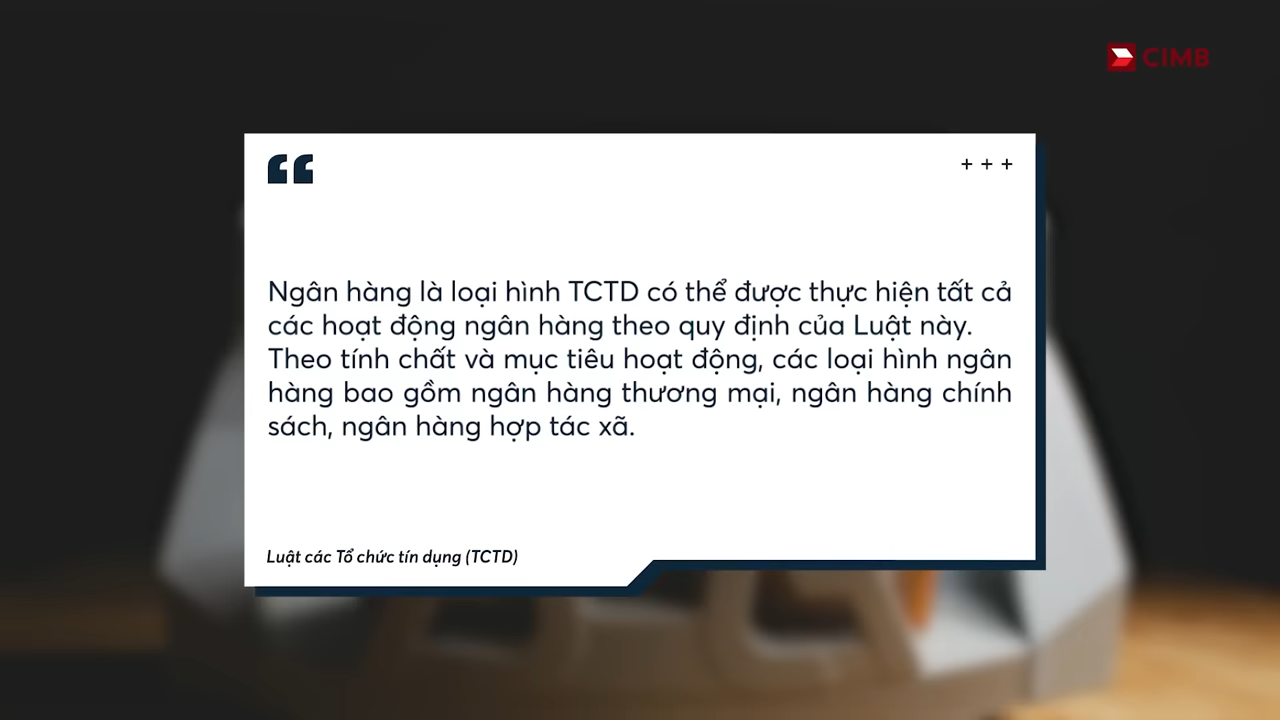 CIMB
“
+ + +
Ngân hàng là loại hình TCTD có thể được thực hiện tất cả
các hoạt động ngân hàng theo quy định của Luật này.
Theo tính chất và mục tiêu hoạt động, các loại hình ngân
hàng bao gồm ngân hàng thương mại, ngân hàng chính
sách, ngân hàng hợp tác xã.
Luật các Tổ chức tín dụng (TCTD)